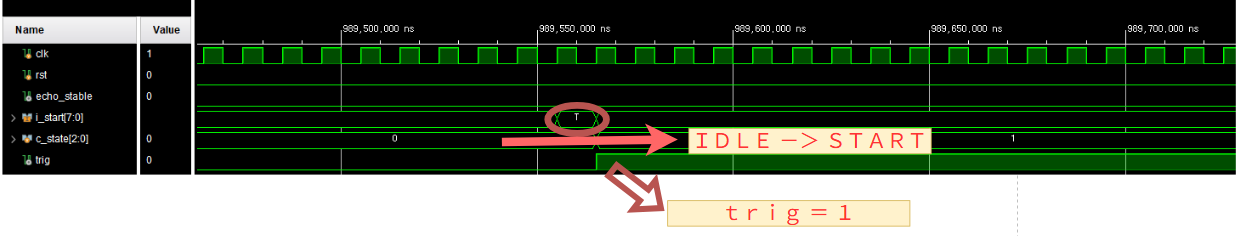 Name Value
989,500,000 ns 989,550,000 ns 989,600,000 ns 989,650,000 ns 989,700,000 ns
clk 1
rst 0
echo_stable 0
i_start[7:0] T
c_state[2:0] 0 0 IDLE->START 1
trig 0
trig=1